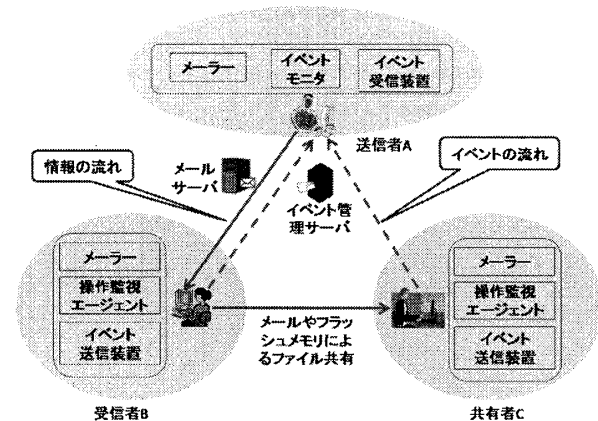 メーラー
イベント
モニタ
イベント
受信装置
送信者A
情報の流れ
メール
サーバ
イベント管
理サーバ
イベントの流れ
メーラー
操作監視
エージェント
イベント
送信装置
メールやフラッ
シュメモリによ
るファイル共有
メーラー
操作監視
エージェント
イベント
送信装置
受信者B
共有者C